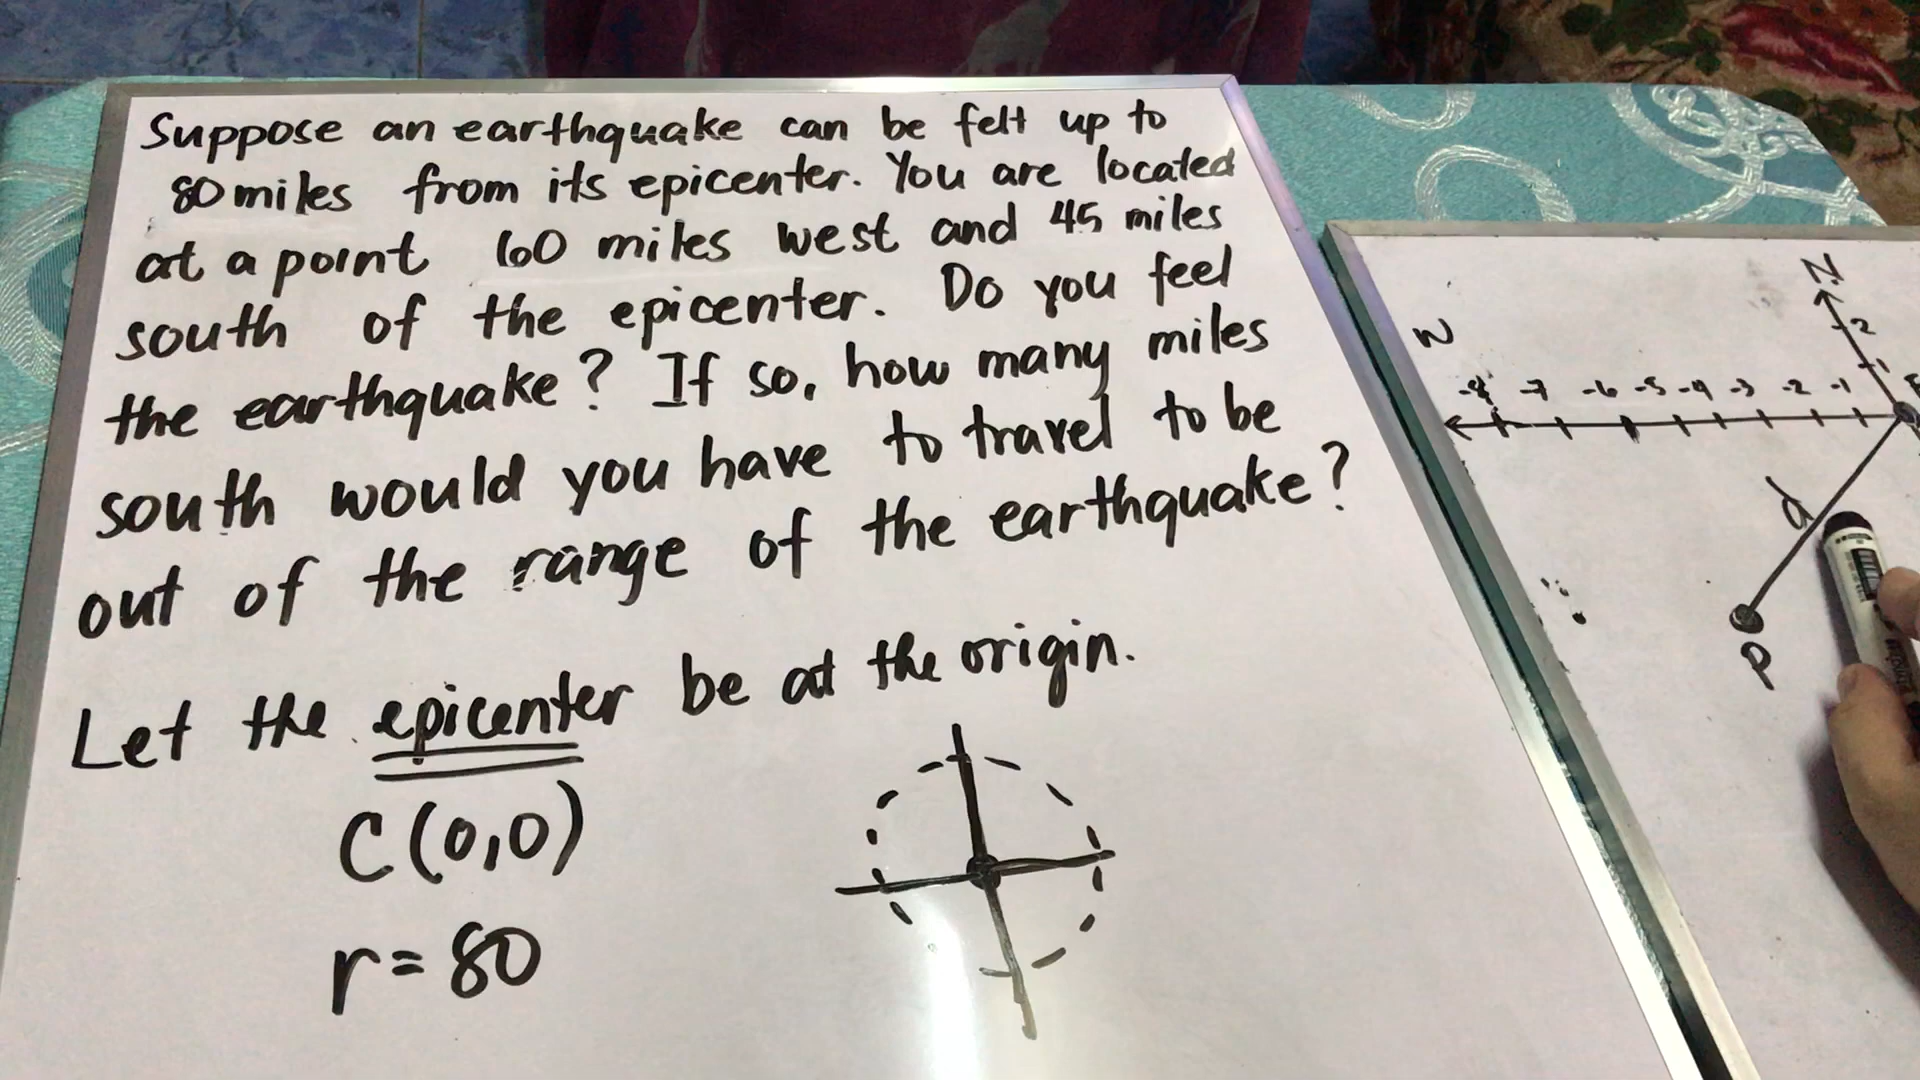 Suppose an earthquake can be felt up to
80 miles from its epicenter. You are located
at a point 60 miles west and 45 miles
south of the epicenter. Do you feel
the earthquake? If so, how many miles
south would you have to travel to be
out of the range of the earthquake?
Let the epicenter be at the origin.
C (0,0)
r = 80
N
2
1
W
-8 -7 -6 -5 -4 -3 -2 -1
d
P